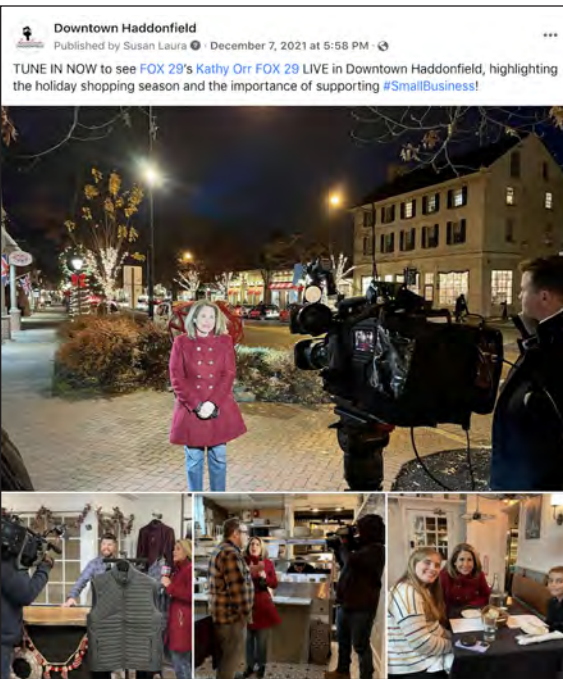 Downtown Haddonfield
Published by Susan Laura · December 7, 2021 at 5:58 PM ·
TUNE IN NOW to see FOX 29's Kathy Orr FOX 29 LIVE in Downtown Haddonfield, highlighting
the holiday shopping season and the importance of supporting #SmallBusiness!